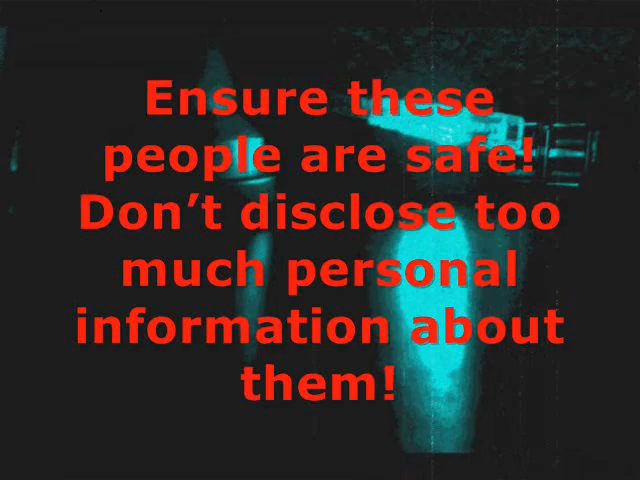 Ensure these
people are safe!
Don’t disclose too
much personal
information about
them!